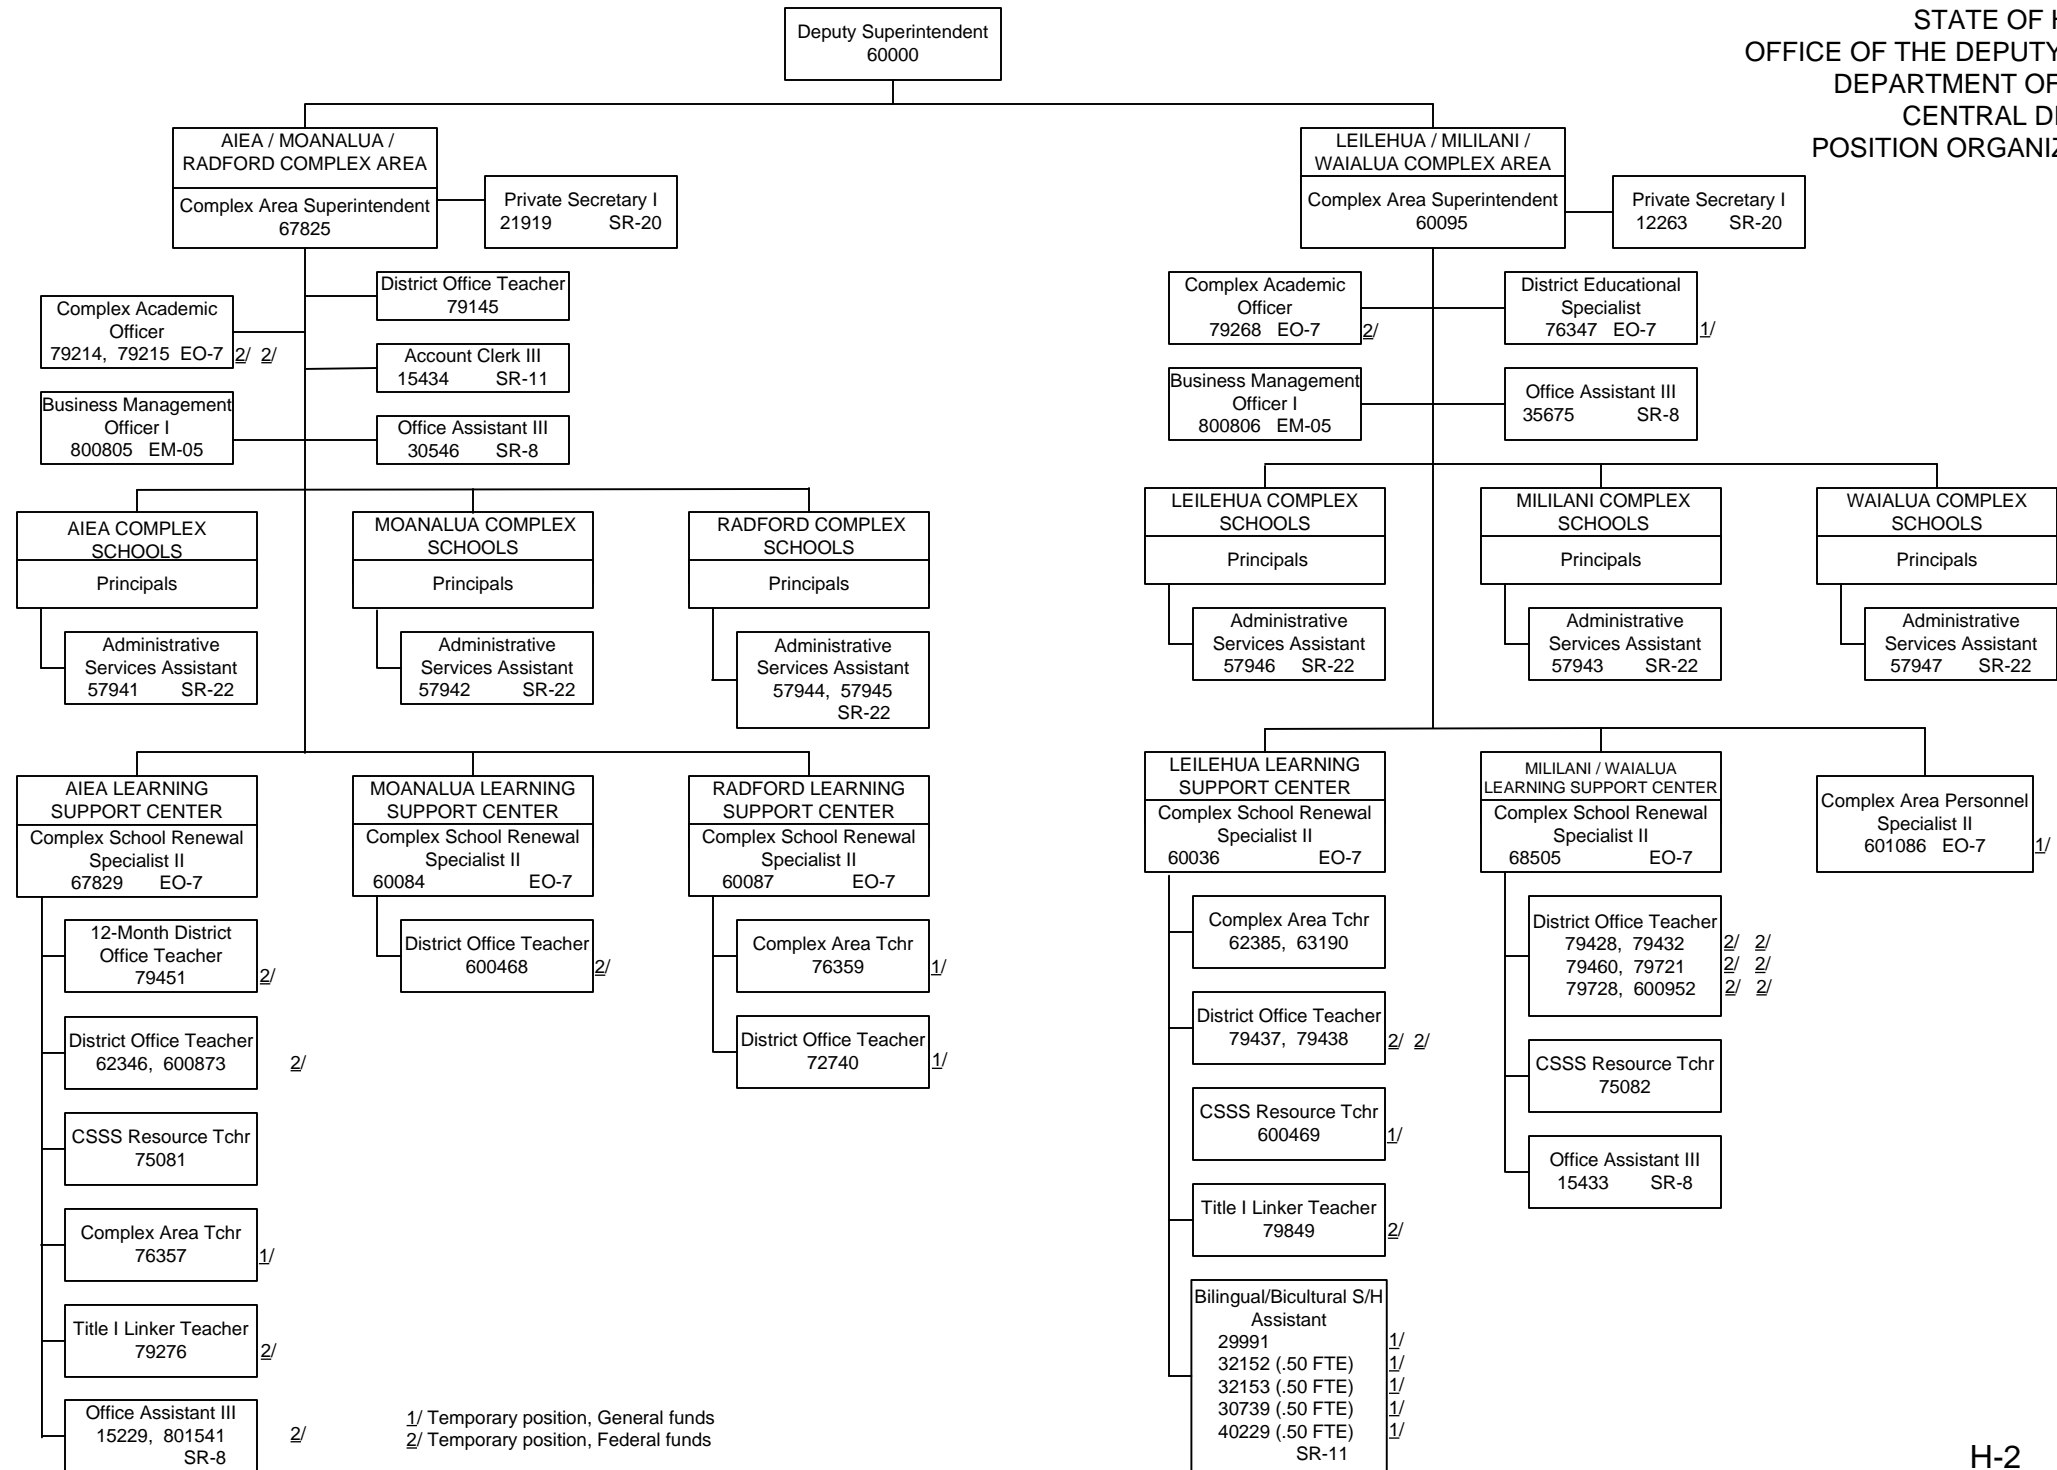 Deputy Superintendent
60000
STATE OF
OFFICE OF THE DEPUTY
DEPARTMENT OF
CENTRAL
POSITION
AIEA / MOANALUA /
RADFORD COMPLEX AREA
Complex Area Superintendent
67825
Private Secretary I
21919 SR-20
Complex Academic
Officer
79214, 79215 EO-7 2/ 2/
District Office Teacher
79145
Account Clerk III
15434 SR-11
Business Management
Officer I
800805 EM-05
Office Assistant III
30546 SR-8
AIEA COMPLEX
SCHOOLS
Principals
Administrative
Services Assistant
57941 SR-22
MOANALUA COMPLEX
SCHOOLS
Principals
Administrative
Services Assistant
57942 SR-22
RADFORD COMPLEX
SCHOOLS
Principals
Administrative
Services Assistant
57944, 57945
SR-22
AIEA LEARNING
SUPPORT CENTER
Complex School Renewal
Specialist II
67829 EO-7
12-Month District
Office Teacher
79451 2/
District Office Teacher
62346, 600873 2/
CSSS Resource Tchr
75081
Complex Area Tchr
76357 1/
Title I Linker Teacher
79276 2/
Office Assistant III
15229, 801541 2/
SR-8
MOANALUA LEARNING
SUPPORT CENTER
Complex School Renewal
Specialist II
60084 EO-7
District Office Teacher
600468 2/
RADFORD LEARNING
SUPPORT CENTER
Complex School Renewal
Specialist II
60087 EO-7
Complex Area Tchr
76359 1/
District Office Teacher
72740 1/
1/ Temporary position, General funds
2/ Temporary position, Federal funds
LEILEHUA / MILILANI /
WAIALUA COMPLEX AREA
Complex Area Superintendent
60095
Private Secretary I
12263 SR-20
Complex Academic
Officer
79268 EO-7 2/
District Educational
Specialist
76347 EO-7 1/
Business Management
Officer I
800806 EM-05
Office Assistant III
35675 SR-8
LEILEHUA COMPLEX
SCHOOLS
Principals
Administrative
Services Assistant
57946 SR-22
MILILANI COMPLEX
SCHOOLS
Principals
Administrative
Services Assistant
57943 SR-22
WAIALUA COMPLEX
SCHOOLS
Principals
Administrative
Services Assistant
57947 SR-22
LEILEHUA LEARNING
SUPPORT CENTER
Complex School Renewal
Specialist II
60036 EO-7
Complex Area Tchr
62385, 63190
District Office Teacher
79437, 79438 2/ 2/
CSSS Resource Tchr
600469 1/
Title I Linker Teacher
79849 2/
Bilingual/Bicultural S/H
Assistant
29991 1/
32152 (.50 FTE) 1/
32153 (.50 FTE) 1/
30739 (.50 FTE) 1/
40229 (.50 FTE) 1/
SR-11
MILILANI / WAIALUA
LEARNING SUPPORT CENTER
Complex School Renewal
Specialist II
68505 EO-7
District Office Teacher
79428, 79432 2/ 2/
79460, 79721 2/ 2/
79728, 600952 2/ 2/
CSSS Resource Tchr
75082
Office Assistant III
15433 SR-8
Complex Area Personnel
Specialist II
601086 EO-7 1/
H-2